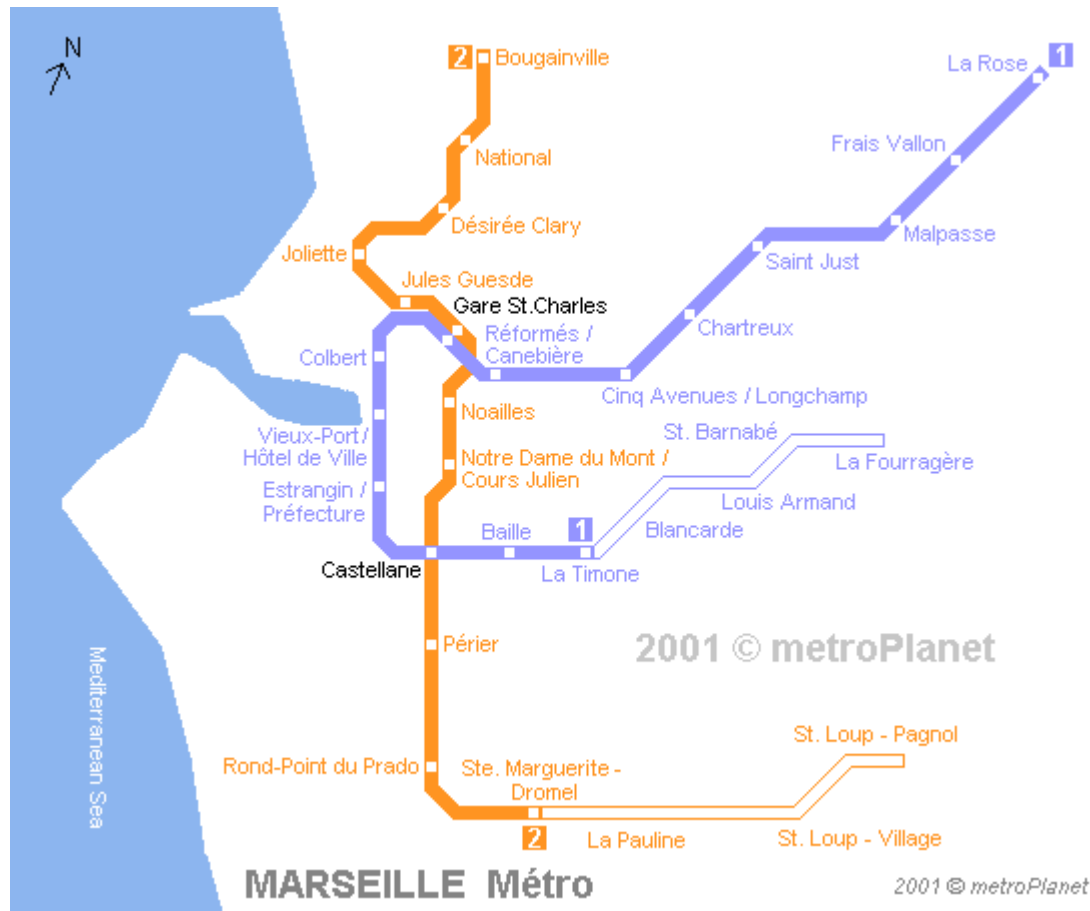 N
2
Bougainville
1
La Rose
National
Frais Vallon
Désirée Clary
Malpasse
Joliette
Saint Just
Jules Guesde
Gare St.Charles
Chartreux
Réformés /
Canebière
Colbert
Cinq Avenues / Longchamp
Noailles
Vieux-Port /
Hôtel de Ville
St. Barnabé
La Fourragère
Notre Dame du Mont /
Cours Julien
Louis Armand
Estrangin /
Préfecture
Blancarde
Baille
1
Castellane
La Timone
Périer
2001 © metroPlanet
Mediterranean Sea
St. Loup - Pagnol
Rond-Point du Prado
Ste. Marguerite -
Dromel
2
La Pauline
St. Loup - Village
MARSEILLE Métro
2001 © metroPlanet